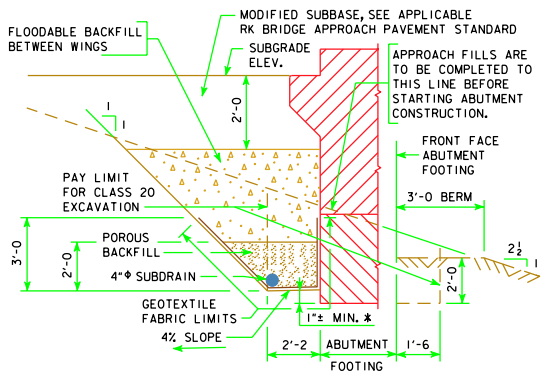 MODIFIED SUBBASE, SEE APPLICABLE
RK BRIDGE APPROACH PAVEMENT STANDARD
FLOODABLE BACKFILL
BETWEEN WINGS
SUBGRADE
ELEV.
APPROACH FILLS ARE
TO BE COMPLETED TO
THIS LINE BEFORE
STARTING ABUTMENT
CONSTRUCTION.
1
1
2'-0
FRONT FACE
ABUTMENT
FOOTING
PAY LIMIT
FOR CLASS 20
EXCAVATION
3'-0 BERM
3'-0
2'-0
POROUS
BACKFILL
4"Φ SUBDRAIN
2 1/2
1
2'-0
GEOTEXTILE
FABRIC LIMITS
1"± MIN. *
4% SLOPE
2'-2
ABUTMENT
FOOTING
1'-6